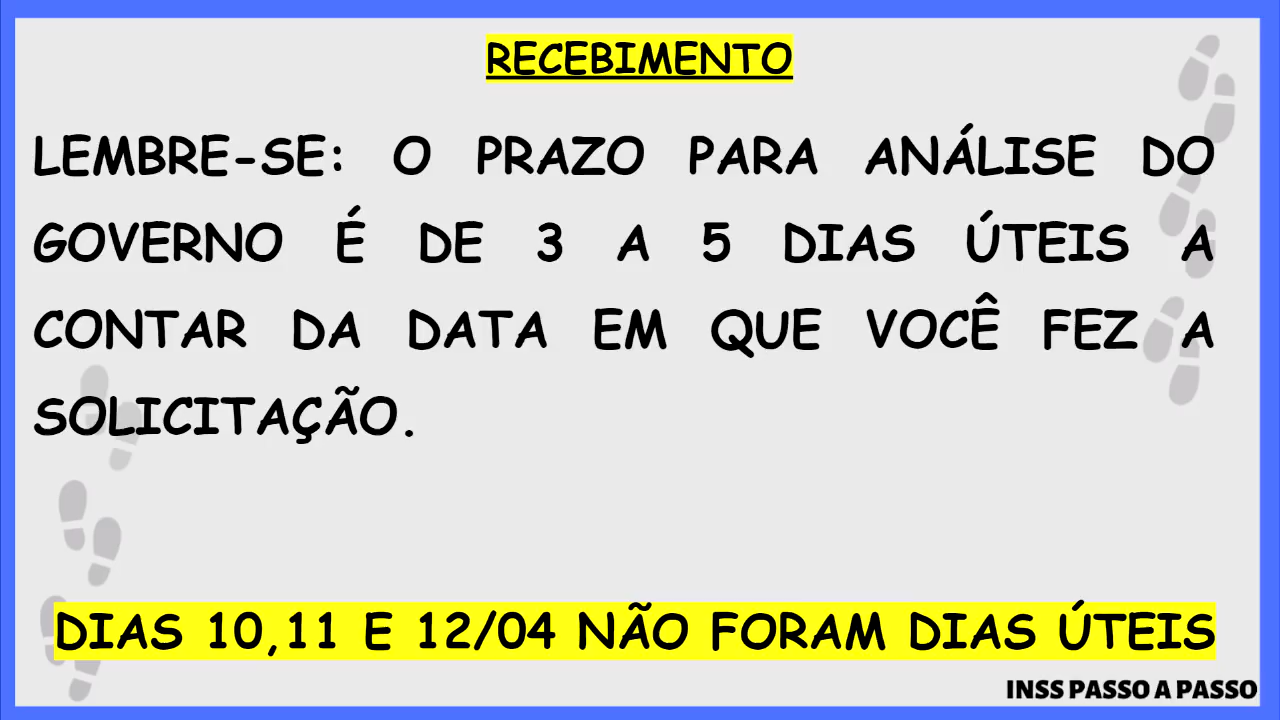 RECEBIMENTO
LEMBRE-SE: O PRAZO PARA ANÁLISE DO
GOVERNO É DE 3 A 5 DIAS ÚTEIS A
CONTAR DA DATA EM QUE VOCÊ FEZ A
SOLICITAÇÃO.
DIAS 10,11 E 12/04 NÃO FORAM DIAS ÚTEIS
INSS PASSO A PASSO